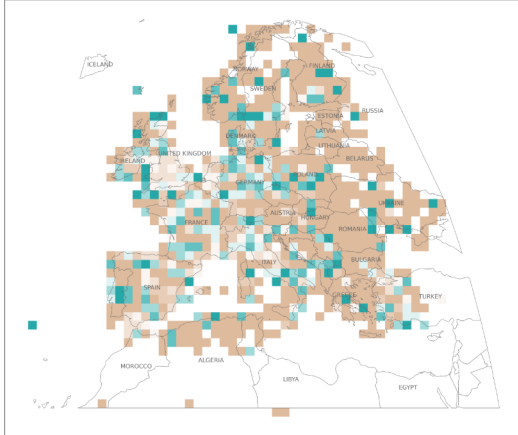 ICELAND
NORWAY
FINLAND
SWEDEN
RUSSIA
ESTONIA
LATVIA
DENMARK
LITHUANIA
UNITED KINGDOM
BELARUS
IRELAND
POLAND
GERMANY
UKRAINE
AUSTRIA
HUNGARY
FRANCE
ROMANIA
ITALY
BULGARIA
SPAIN
GREECE
TURKEY
ALGERIA
MOROCCO
LIBYA
EGYPT